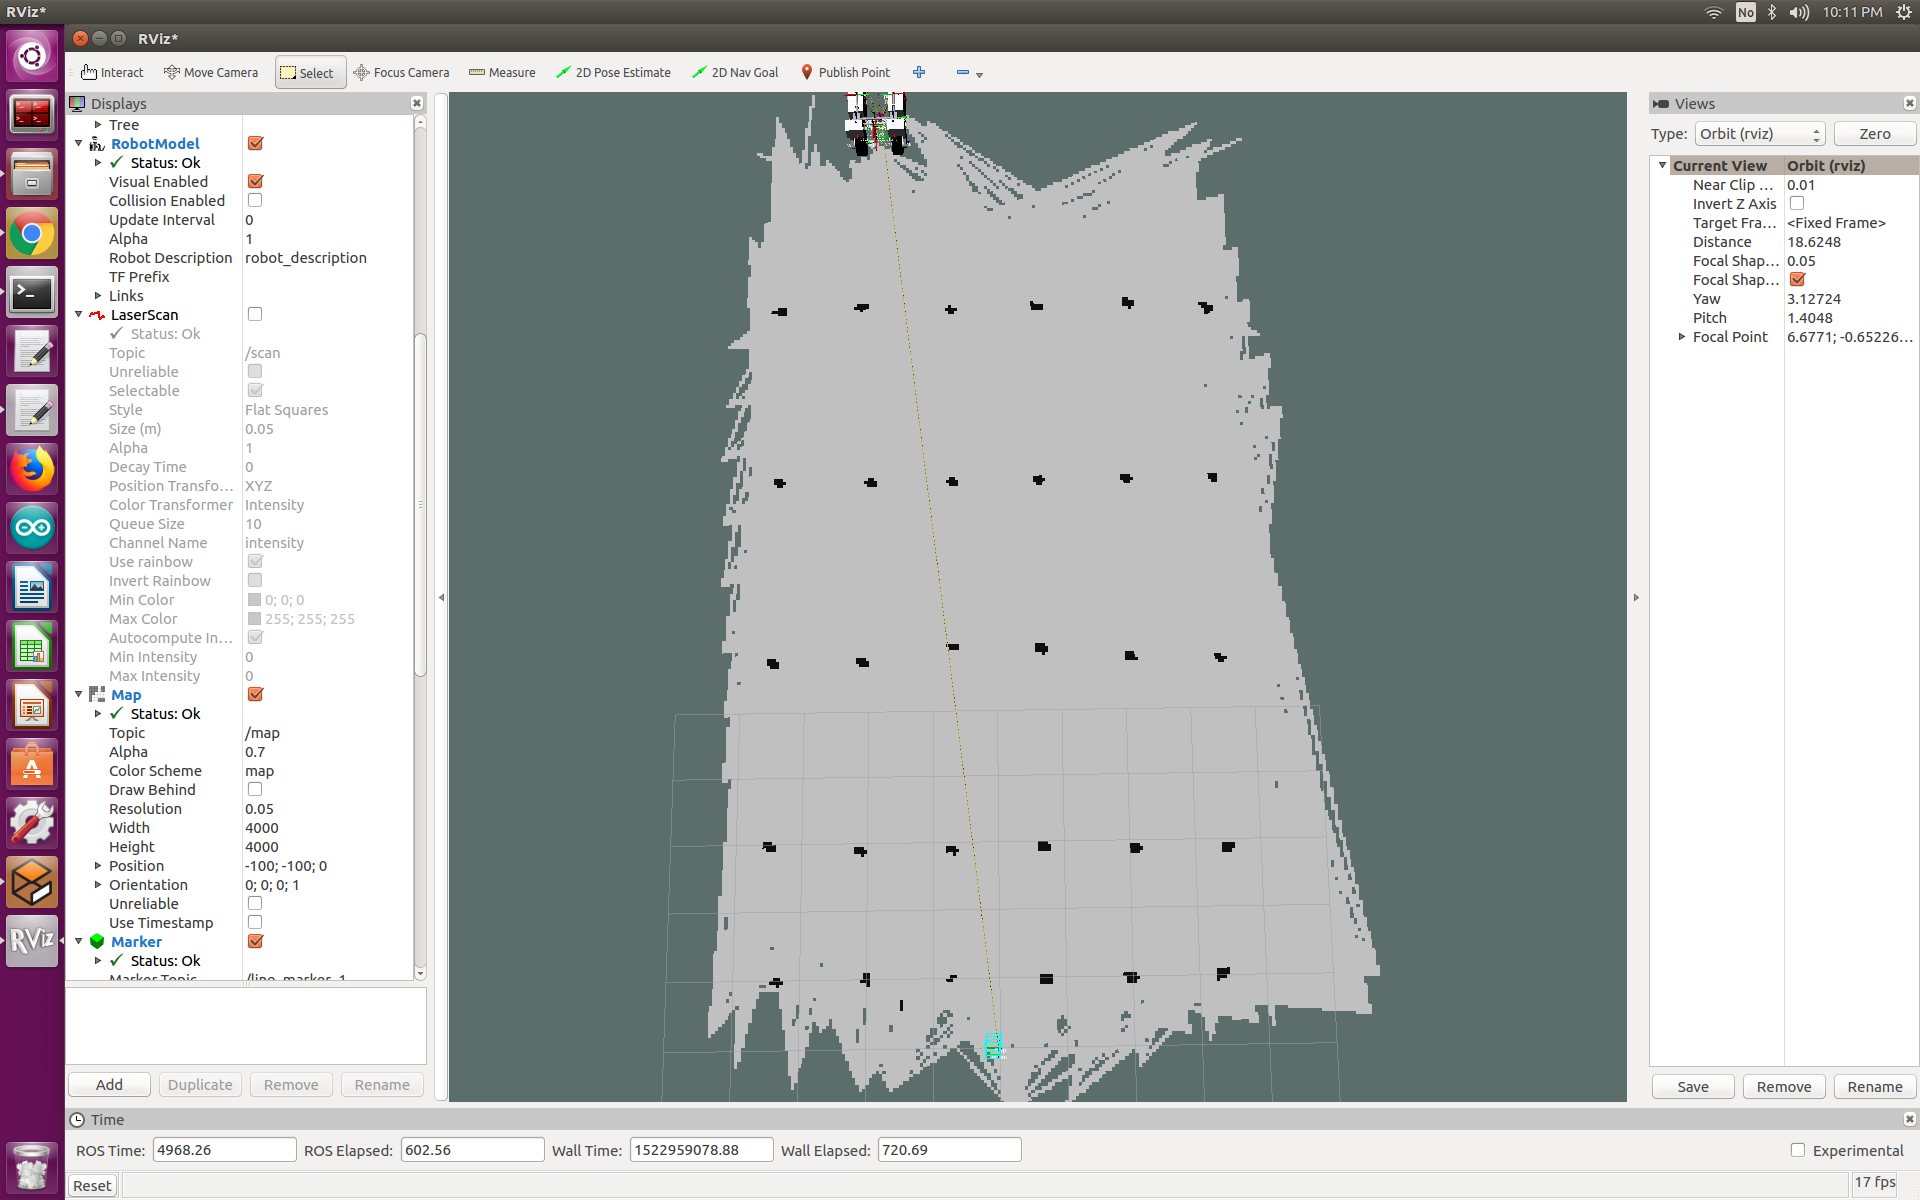 RViz*
No
10:11 PM
RViz*
Interact
Move Camera
Select
Focus Camera
Measure
2D Pose Estimate
2D Nav Goal
Publish Point
Displays
Tree
RobotModel
Status: Ok
Visual Enabled
Collision Enabled
Update Interval 0
Alpha 1
Robot Description robot_description
TF Prefix
Links
LaserScan
Status: Ok
Topic /scan
Unreliable
Selectable
Style Flat Squares
Size (m) 0.05
Alpha 1
Decay Time 0
Position Transfo... XYZ
Color Transformer Intensity
Queue Size 10
Channel Name intensity
Use rainbow
Invert Rainbow
Min Color 0; 0; 0
Max Color 255; 255; 255
Autocompute In...
Min Intensity 0
Max Intensity 0
Map
Status: Ok
Topic /map
Alpha 0.7
Color Scheme map
Draw Behind
Resolution 0.05
Width 4000
Height 4000
Position -100; -100; 0
Orientation 0; 0; 0; 1
Unreliable
Use Timestamp
Marker
Status: Ok
Marker Topic /line_marker_1
Add
Duplicate
Remove
Rename
RViz
Views
Type: Orbit (rviz)
Zero
Current View Orbit (rviz)
Near Clip ... 0.01
Invert Z Axis
Target Fra... <Fixed Frame>
Distance 18.6248
Focal Shap... 0.05
Focal Shap...
Yaw 3.12724
Pitch 1.4048
Focal Point 6.6771; -0.65226...
Save
Remove
Rename
Time
ROS Time: 4968.26
ROS Elapsed: 602.56
Wall Time: 1522959078.88
Wall Elapsed: 720.69
Experimental
Reset
17 fps